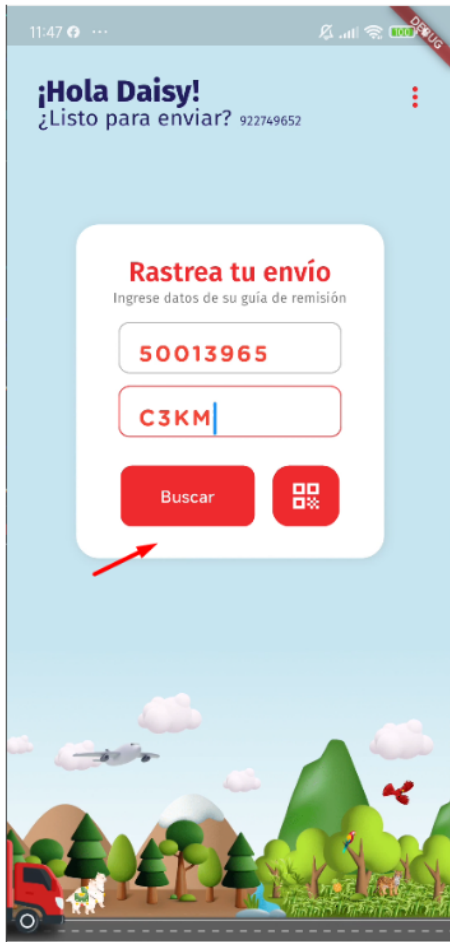 11:47
100
DEBUG
¡Hola Daisy!
¿Listo para enviar? 922749652
Rastrea tu envío
Ingrese datos de su guía de remisión
50013965
C3KM
Buscar